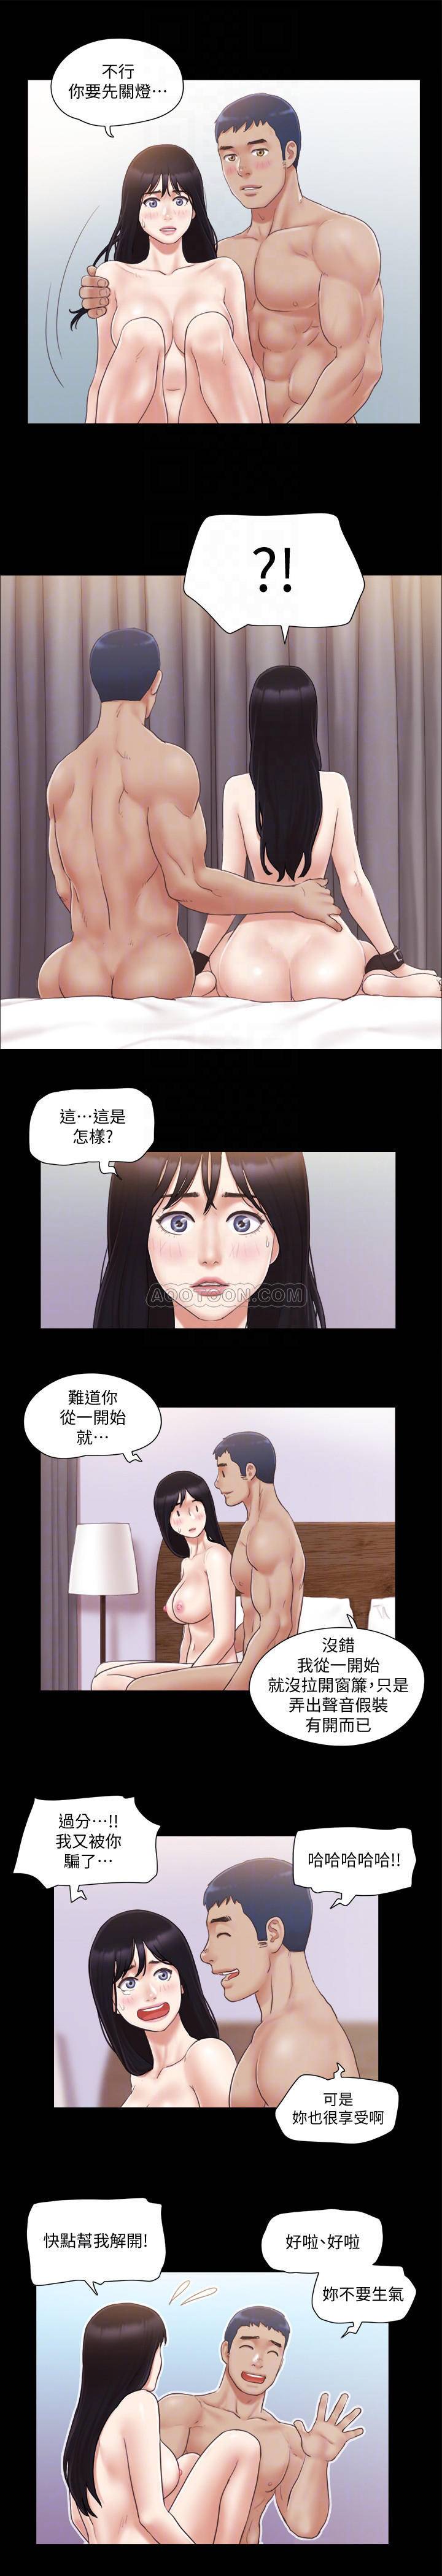 不行
你要先關燈⋯
?!
這⋯這是
怎樣?
AQQTOON.COM
難道你
從一開始
就⋯
沒錯
我從一開始
就沒拉開窗簾,只是
弄出聲音假裝
有開而已
過分⋯!!
我又被你
騙了⋯
哈哈哈哈哈!!
可是
妳也很享受啊
快點幫我解開!
好啦、好啦
妳不要生氣